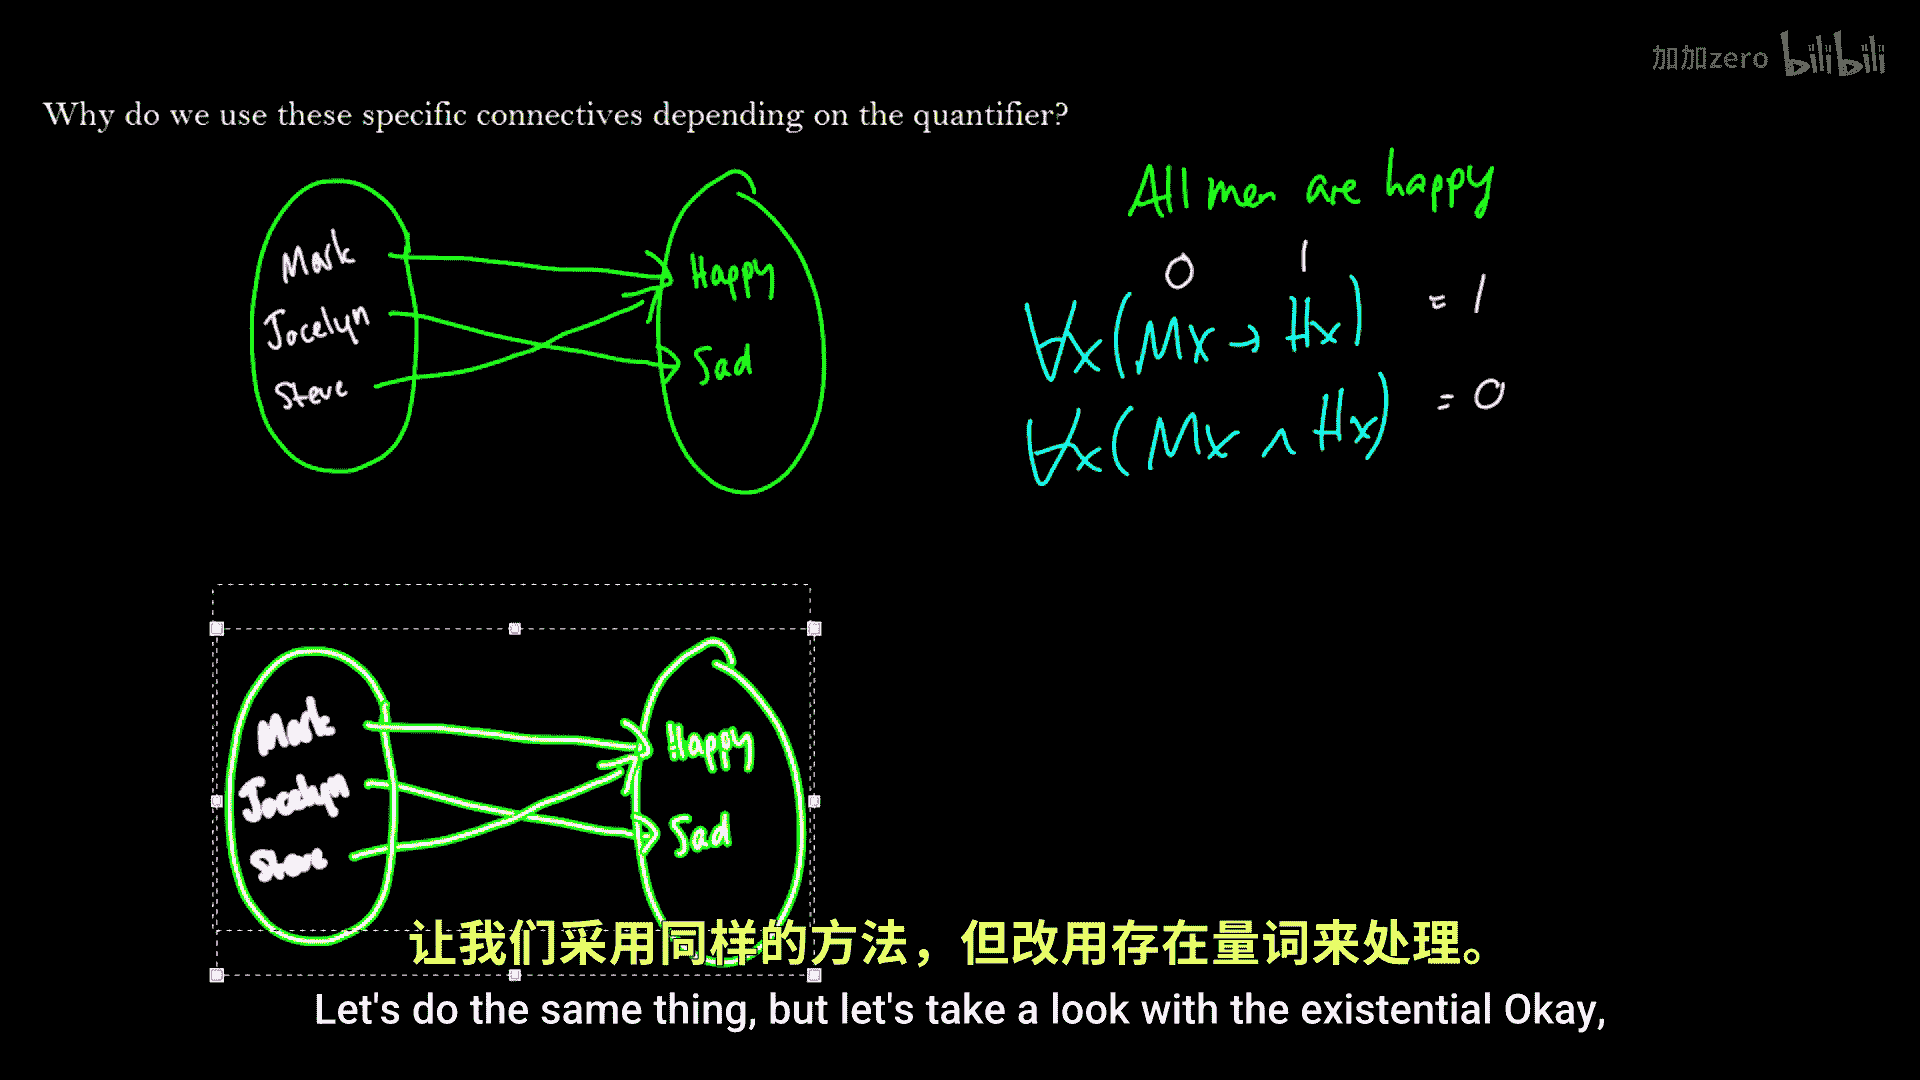 加加zero bilibili
Why do we use these specific connectives depending on the quantifier?
All men are happy
Mark
Jocelyn
Steve
Happy
Sad
0 1
∀x(Mx → Hx) = 1
∀x(Mx ∧ Hx) = 0
Mark
Jocelyn
Steve
Happy
Sad
让我们采用同样的方法，但改用存在量词来处理。
Let's do the same thing, but let's take a look with the existential Okay,